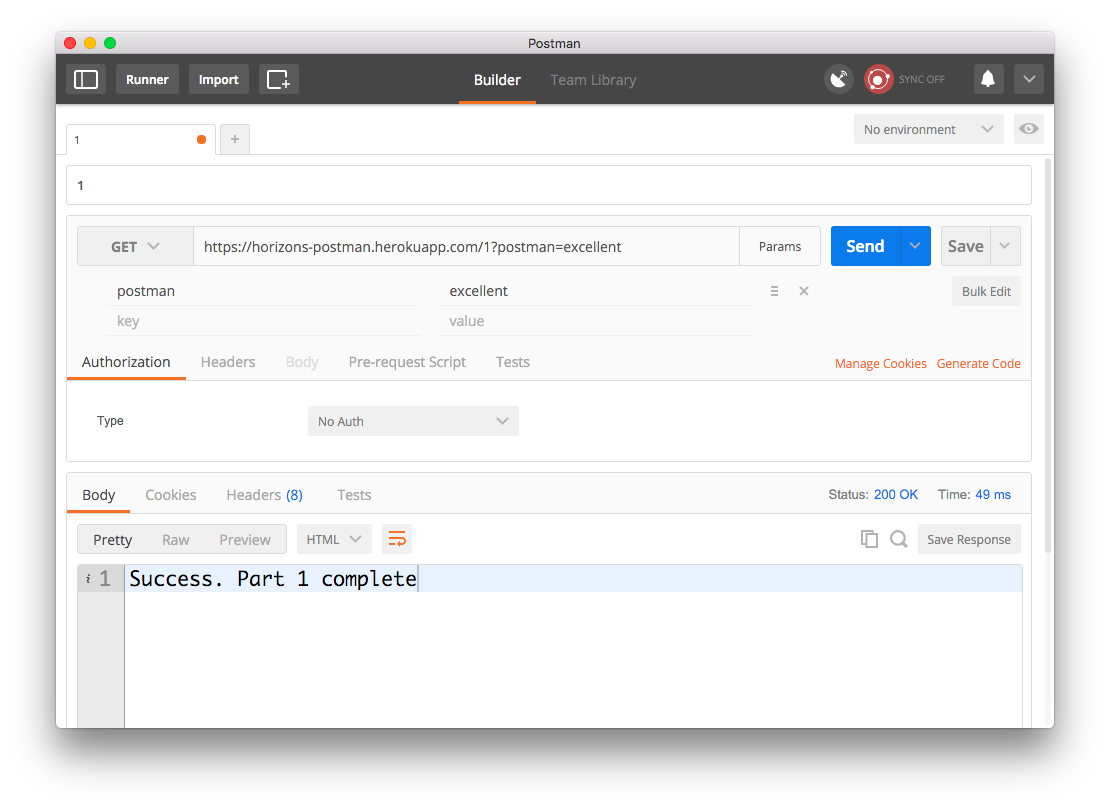 Postman
Runner Import Builder Team Library SYNC OFF
1 + No environment
1
GET https://horizons-postman.herokuapp.com/1?postman=excellent Params Send Save
postman excellent Bulk Edit
key value
Authorization Headers Body Pre-request Script Tests Manage Cookies Generate Code
Type No Auth
Body Cookies Headers (8) Tests Status: 200 OK Time: 49 ms
Pretty Raw Preview HTML Save Response
i 1 Success. Part 1 complete